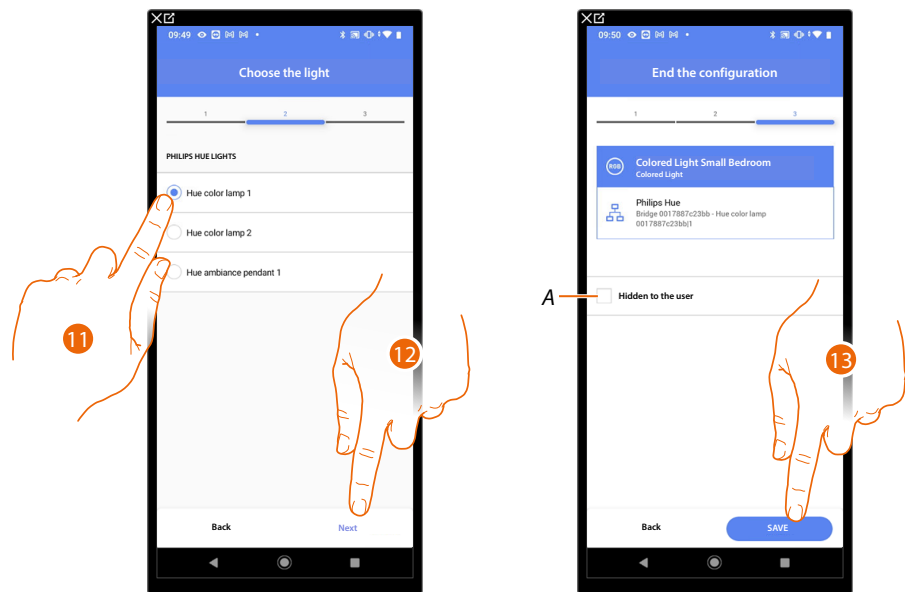 09:49
Choose the light
1 2 3
PHILIPS HUE LIGHTS
Hue color lamp 1
Hue color lamp 2
Hue ambiance pendant 1
11
12
Back Next
09:50
End the configuration
1 2 3
RGB
Colored Light Small Bedroom
Colored Light
Philips Hue
Bridge 0017887c23bb - Hue color lamp
0017887c23bb|1
A
Hidden to the user
13
Back SAVE